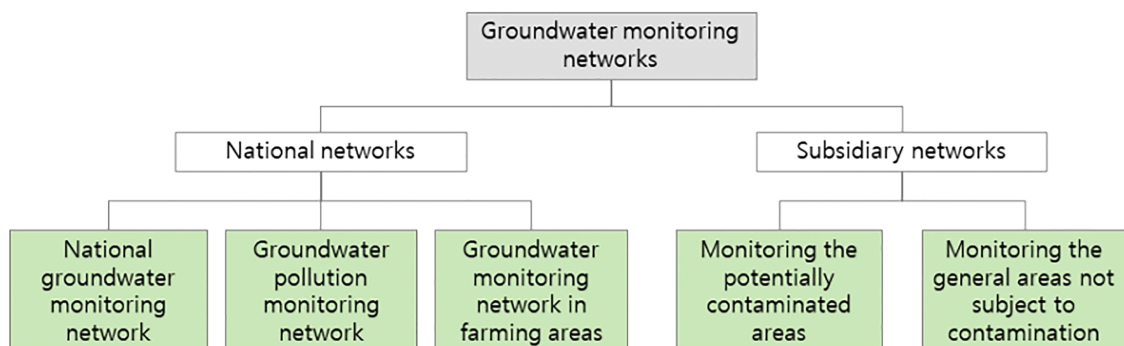 Groundwater monitoring
networks
National networks
Subsidiary networks
National
groundwater
monitoring
network
Groundwater
pollution
monitoring
network
Groundwater
monitoring
network in
farming areas
Monitoring the
potentially
contaminated
areas
Monitoring the
general areas not
subject to
contamination